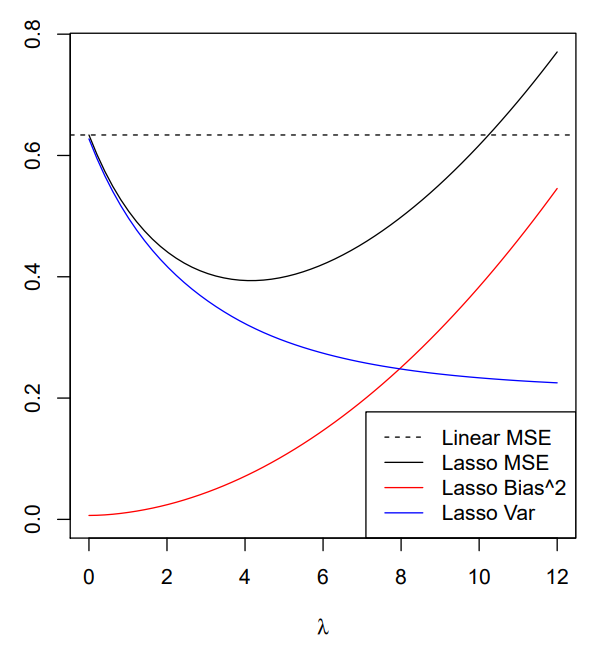 0.8
0.6
0.4
0.2
0.0
Linear MSE
Lasso MSE
Lasso Bias^2
Lasso Var
0 2 4 6 8 10 12
λ